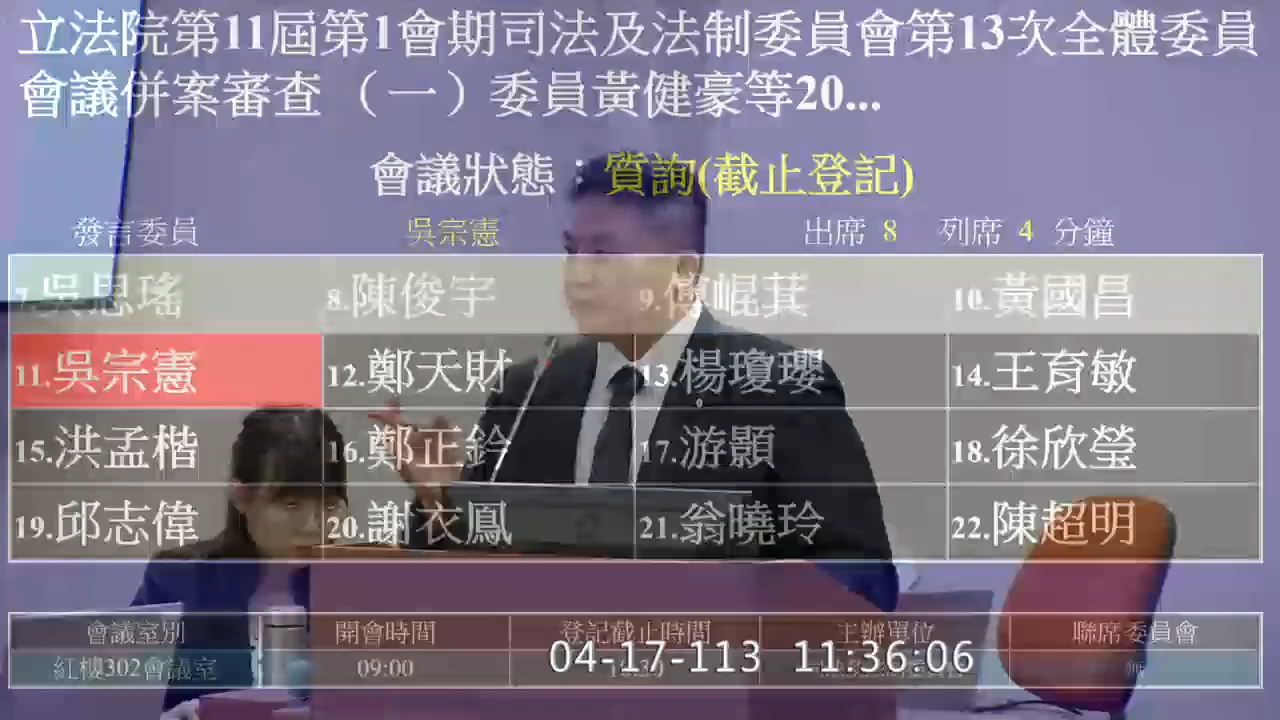 立法院第11屆第1會期司法及法制委員會第13次全體委員
會議併案審查 （一）委員黃健豪等20...
會議狀態：質詢(截止登記)
發言委員 吳宗憲 出席 8 列席 4 分鐘
7.吳思瑤 8.陳俊宇 9.傅崐萁 10.黃國昌
11.吳宗憲 12.鄭天財 13.楊瓊瓔 14.王育敏
15.洪孟楷 16.鄭正鈐 17.游顥 18.徐欣瑩
19.邱志偉 20.謝衣鳳 21.翁曉玲 22.陳超明
會議室別 開會時間 登記截止時間 主辦單位 聯席委員會
紅樓302會議室 09:00
04-17-113 11:36:06